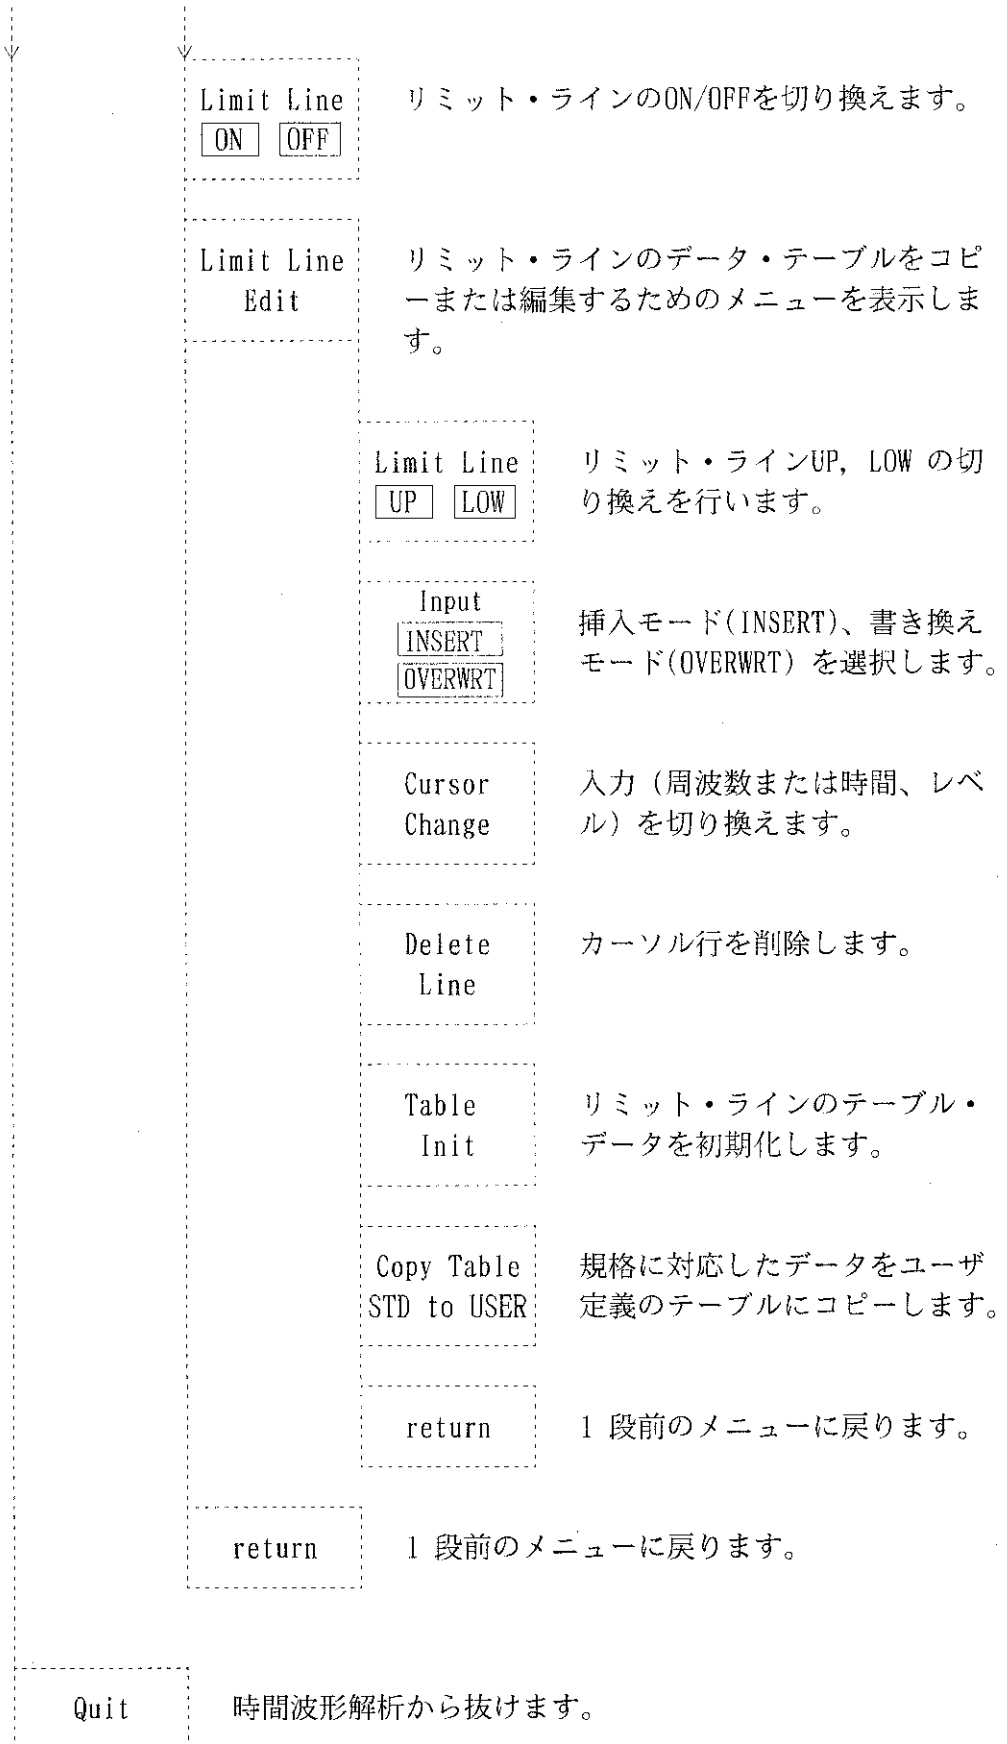 Limit Line リミット・ラインのON/OFFを切り換えます。
ON OFF
Limit Line リミット・ラインのデータ・テーブルをコピ
Edit ーまたは編集するためのメニューを表示しま
す。
Limit Line リミット・ラインUP, LOW の切
UP LOW り換えを行います。
Input
INSERT 挿入モード(INSERT)、書き換え
OVERWRT モード(OVERWRT) を選択します。
Cursor 入力（周波数または時間、レベ
Change ル）を切り換えます。
Delete カーソル行を削除します。
Line
Table リミット・ラインのテーブル・
Init データを初期化します。
Copy Table 規格に対応したデータをユーザ
STD to USER 定義のテーブルにコピーします。
return 1 段前のメニューに戻ります。
return 1 段前のメニューに戻ります。
Quit 時間波形解析から抜けます。